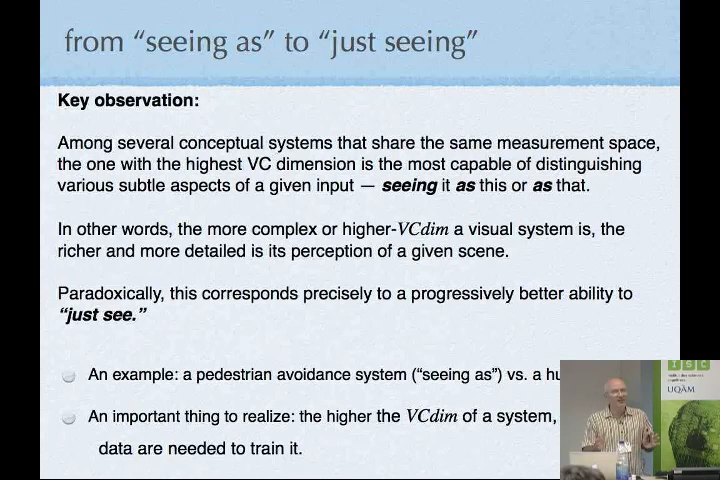 from “seeing as” to “just seeing”
Key observation:
Among several conceptual systems that share the same measurement space,
the one with the highest VC dimension is the most capable of distinguishing
various subtle aspects of a given input — seeing it as this or as that.
In other words, the more complex or higher-VCdim a visual system is, the
richer and more detailed is its perception of a given scene.
Paradoxically, this corresponds precisely to a progressively better ability to
“just see.”
An example: a pedestrian avoidance system (“seeing as”) vs. a hu
An important thing to realize: the higher the VCdim of a system,
data are needed to train it.
ISC
UQÀM